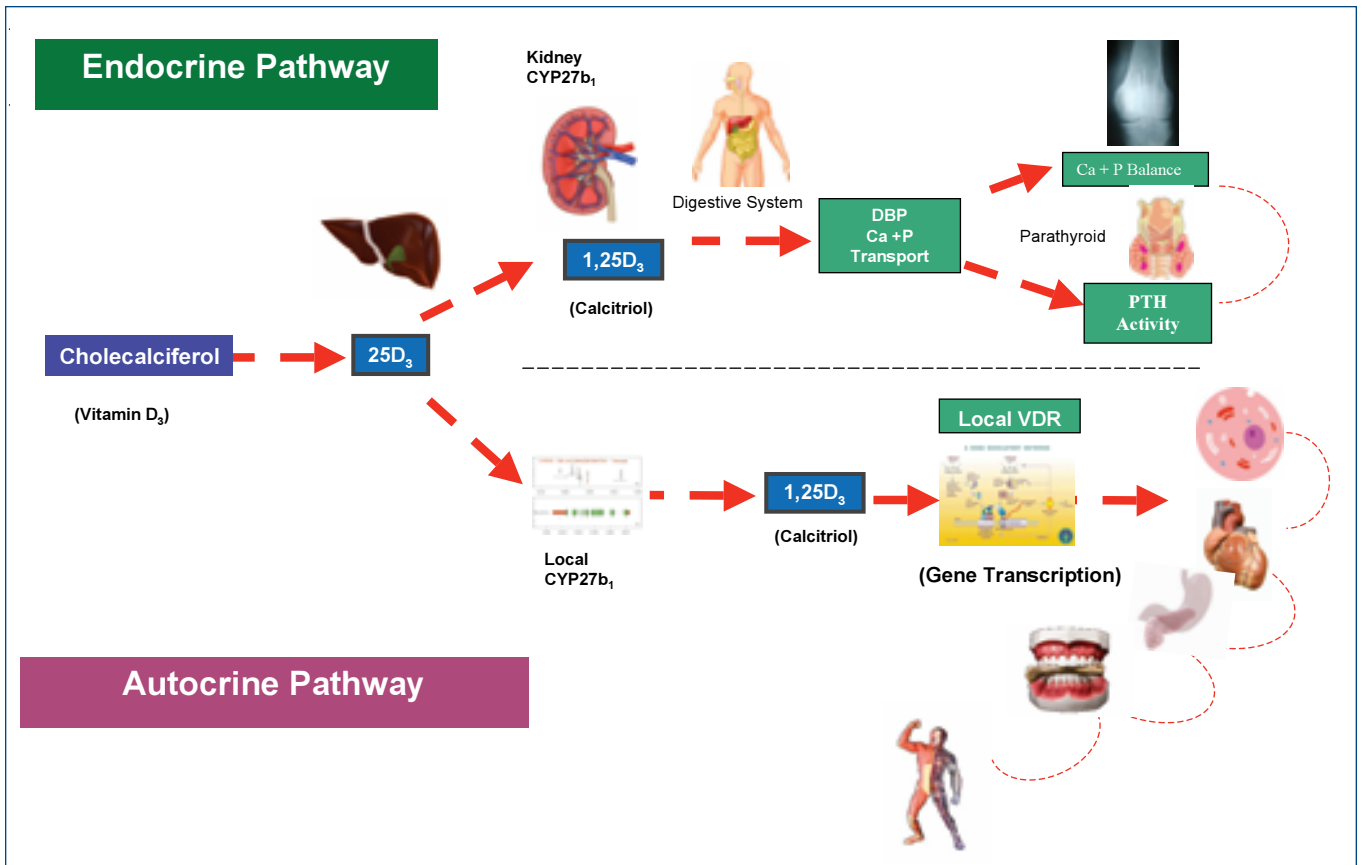 Endocrine Pathway
Kidney
CYP27b₁
Digestive System
1,25D₃
(Calcitriol)
DBP
Ca +P
Transport
Ca + P Balance
Parathyroid
PTH
Activity
Cholecalciferol
(Vitamin D₃)
25D₃
Local
CYP27b₁
1,25D₃
(Calcitriol)
Local VDR
(Gene Transcription)
Autocrine Pathway